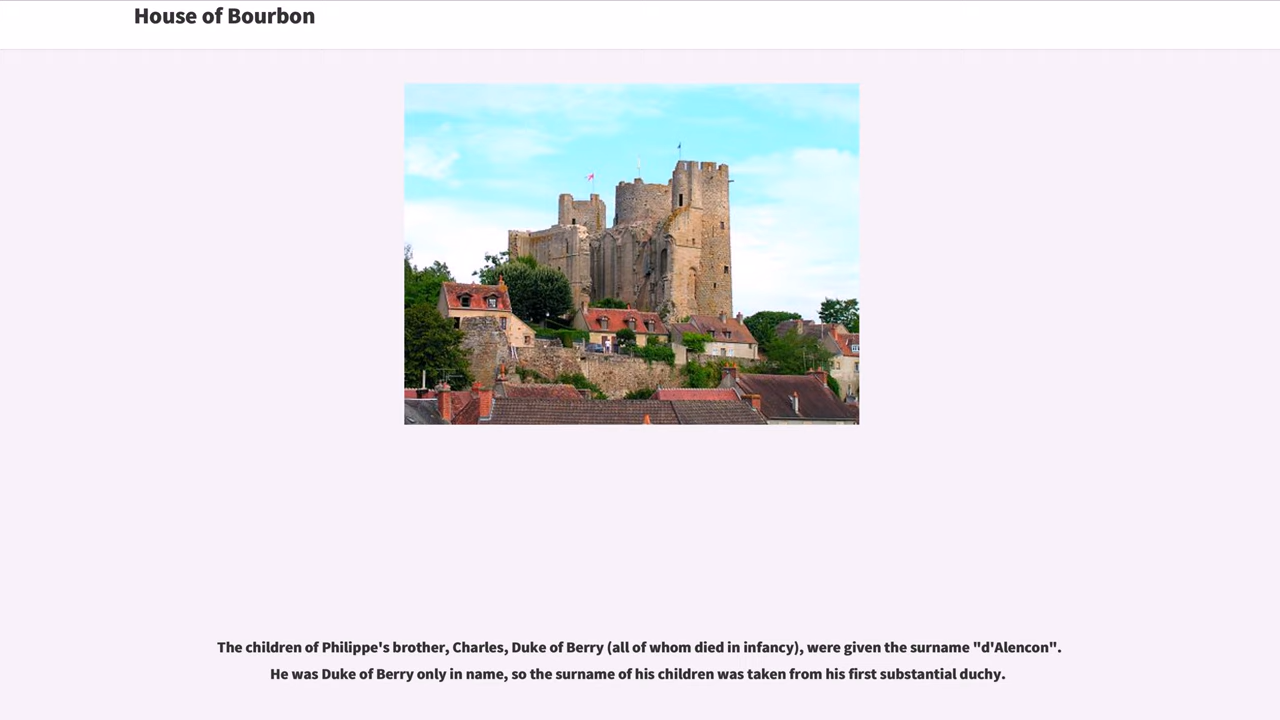 House of Bourbon
The children of Philippe's brother, Charles, Duke of Berry (all of whom died in infancy), were given the surname "d'Alencon".
He was Duke of Berry only in name, so the surname of his children was taken from his first substantial duchy.